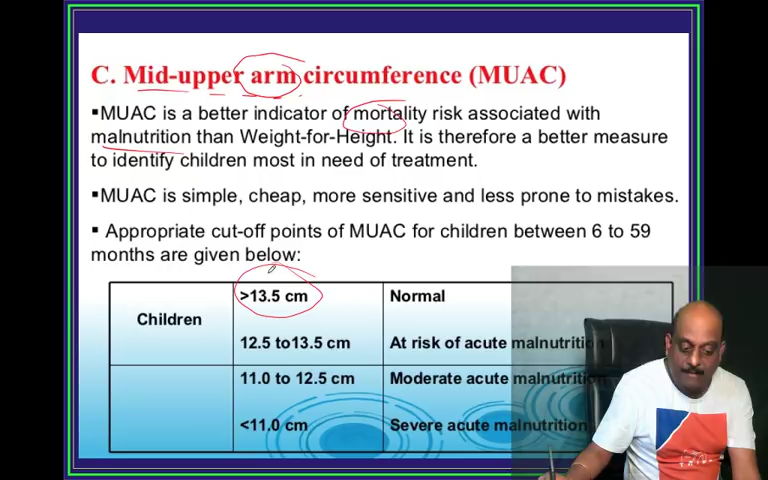 C. Mid-upper arm circumference (MUAC)
▪MUAC is a better indicator of mortality risk associated with
malnutrition than Weight-for-Height. It is therefore a better measure
to identify children most in need of treatment.
▪MUAC is simple, cheap, more sensitive and less prone to mistakes.
▪ Appropriate cut-off points of MUAC for children between 6 to 59
months are given below:
Children
>13.5 cm Normal
12.5 to13.5 cm At risk of acute malnutrition
11.0 to 12.5 cm Moderate acute malnutrition
<11.0 cm Severe acute malnutrition